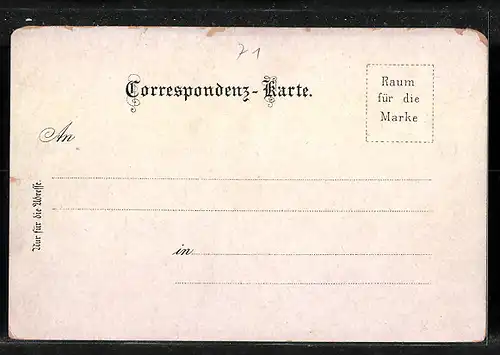 71
Correspondenz-Karte.
Raum
für die
Marke
An
Nur für die Adresse.
in